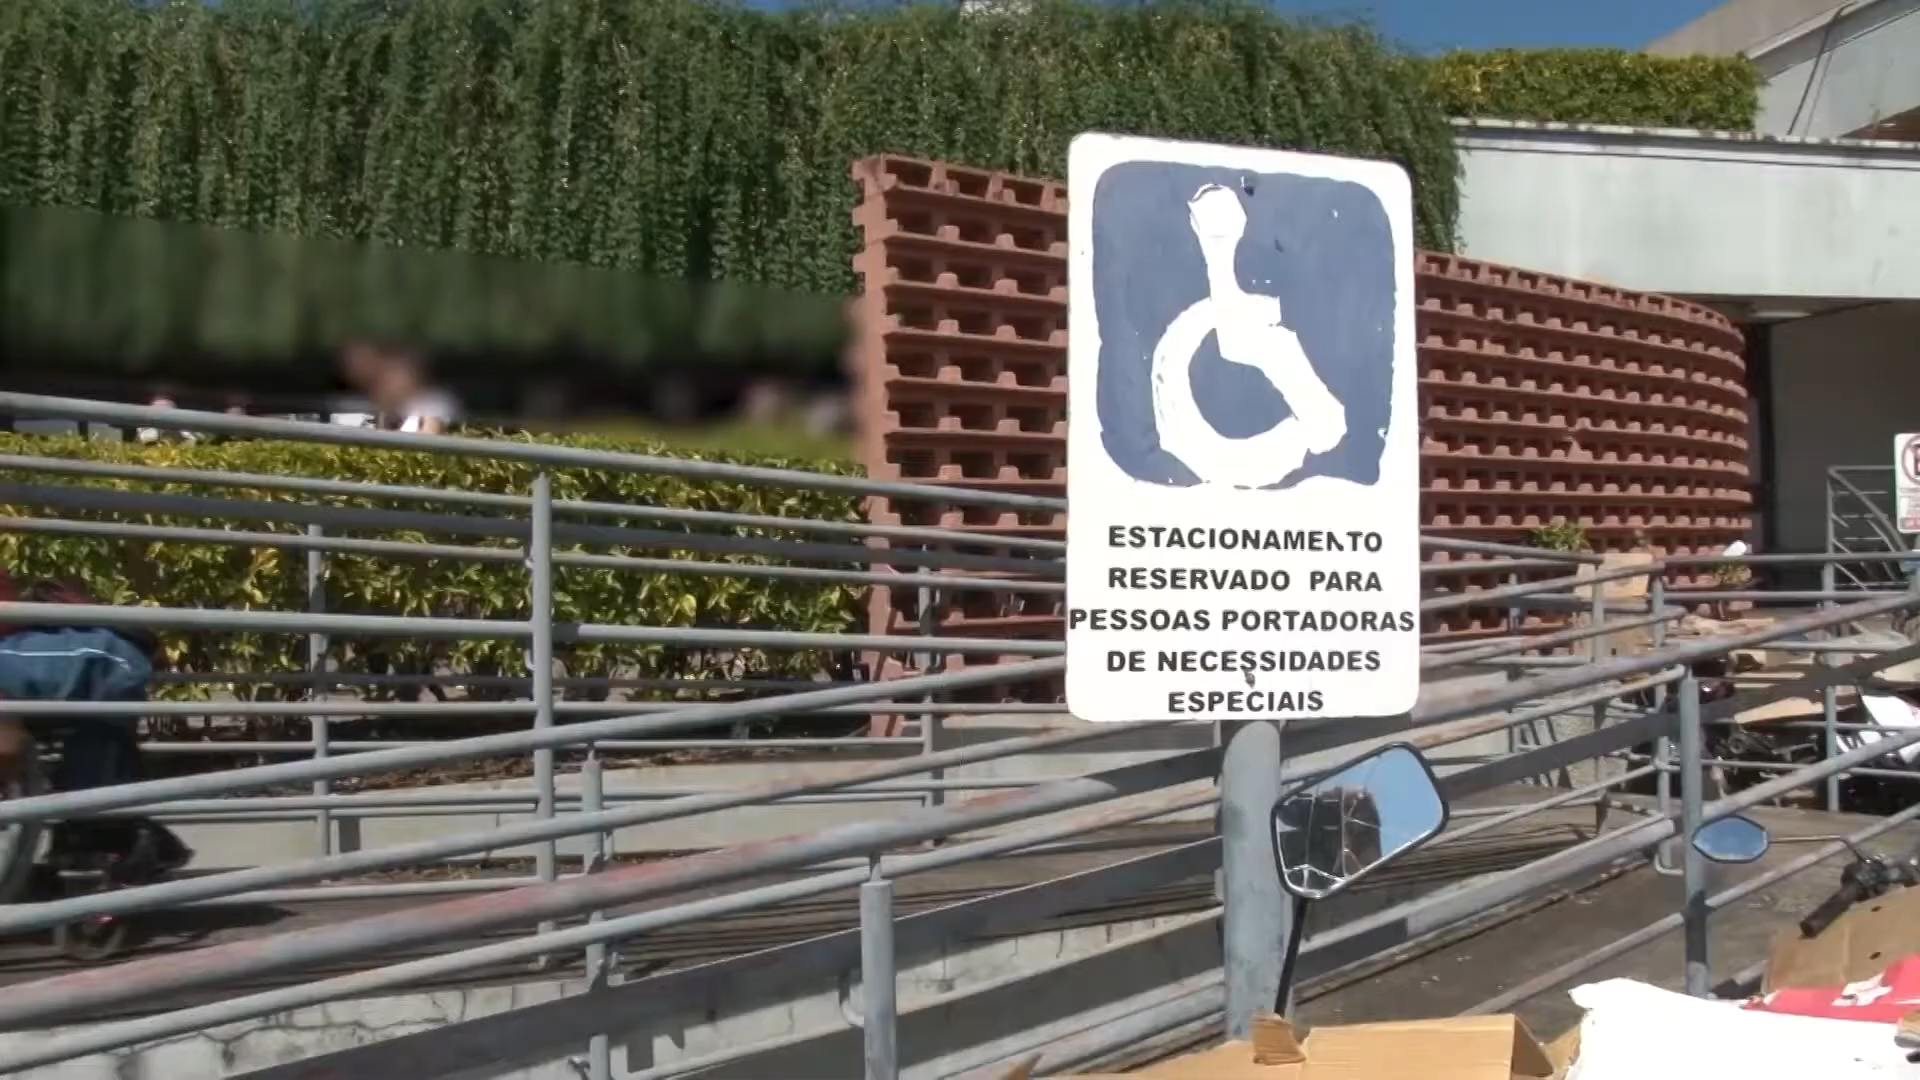 ESTACIONAMENTO
RESERVADO PARA
PESSOAS PORTADORAS
DE NECESSIDADES
ESPECIAIS